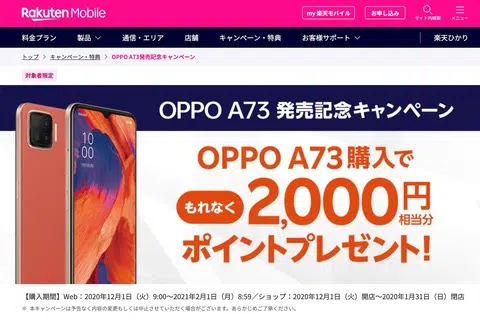 Rakuten Mobile
my 楽天モバイル
お申し込み
サイト内検索
メニュー
料金プラン 製品 通信・エリア 店舗 キャンペーン・特典 お客様サポート 楽天ひかり
トップ > キャンペーン・特典 > OPPO A73発売記念キャンペーン
対象者限定
OPPO A73 発売記念キャンペーン
OPPO A73購入で
もれなく2,000円相当分
ポイントプレゼント!
【購入期間】Web:2020年12月1日(火)9:00~2021年2月1日(月)8:59/ショップ:2020年12月1日(火)開店~2020年1月31日(日)閉店
※ 本キャンペーンは予告なく内容の変更もしくは中止させていただく場合がございます。あらかじめご了承ください。